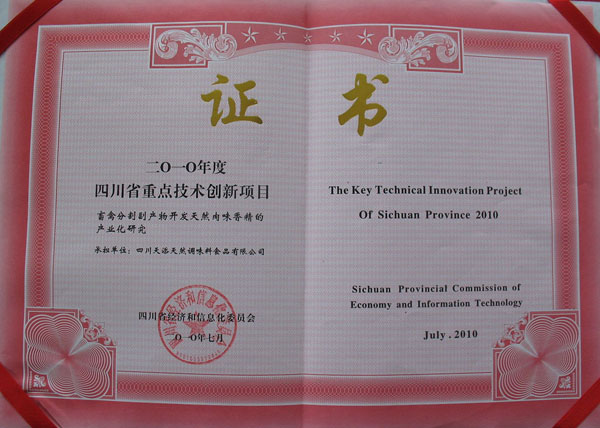 证 书
二〇一〇年度
四川省重点技术创新项目
畜禽分割副产物开发天然肉味香精的
产业化研究
承担单位：四川天添天然调味料食品有限公司
四川省经济和信息化委员会
二〇一〇年七月
The Key Technical Innovation Project
Of Sichuan Province 2010
Sichuan Provincial Commission of
Economy and Information Technology
July . 2010